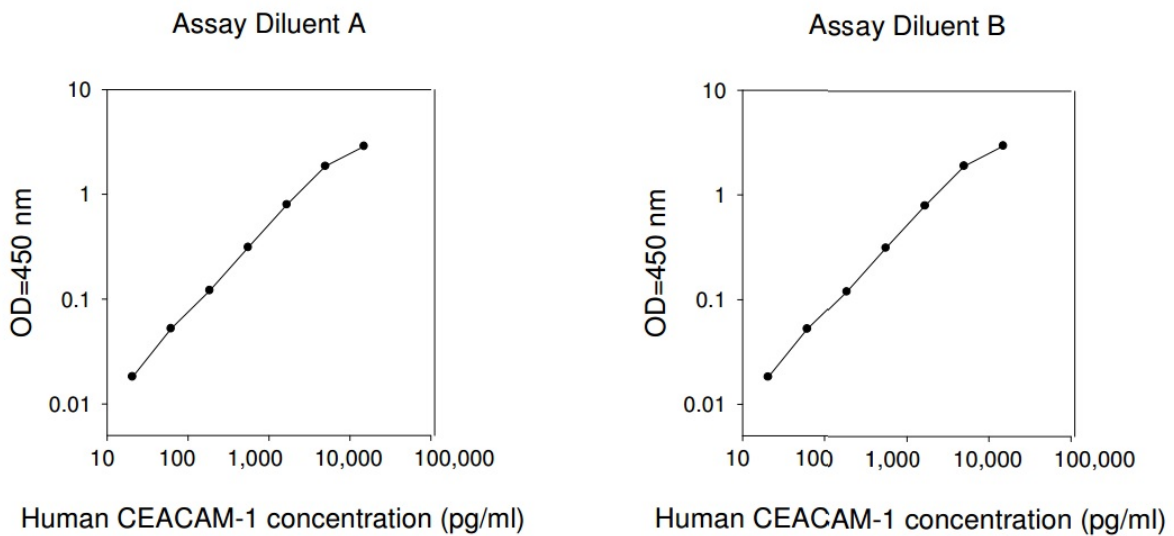 Assay Diluent A
10
1
0.1
0.01
OD=450 nm
10 100 1,000 10,000 100,000
Human CEACAM-1 concentration (pg/ml)
Assay Diluent B
10
1
0.1
0.01
OD=450 nm
10 100 1,000 10,000 100,000
Human CEACAM-1 concentration (pg/ml)